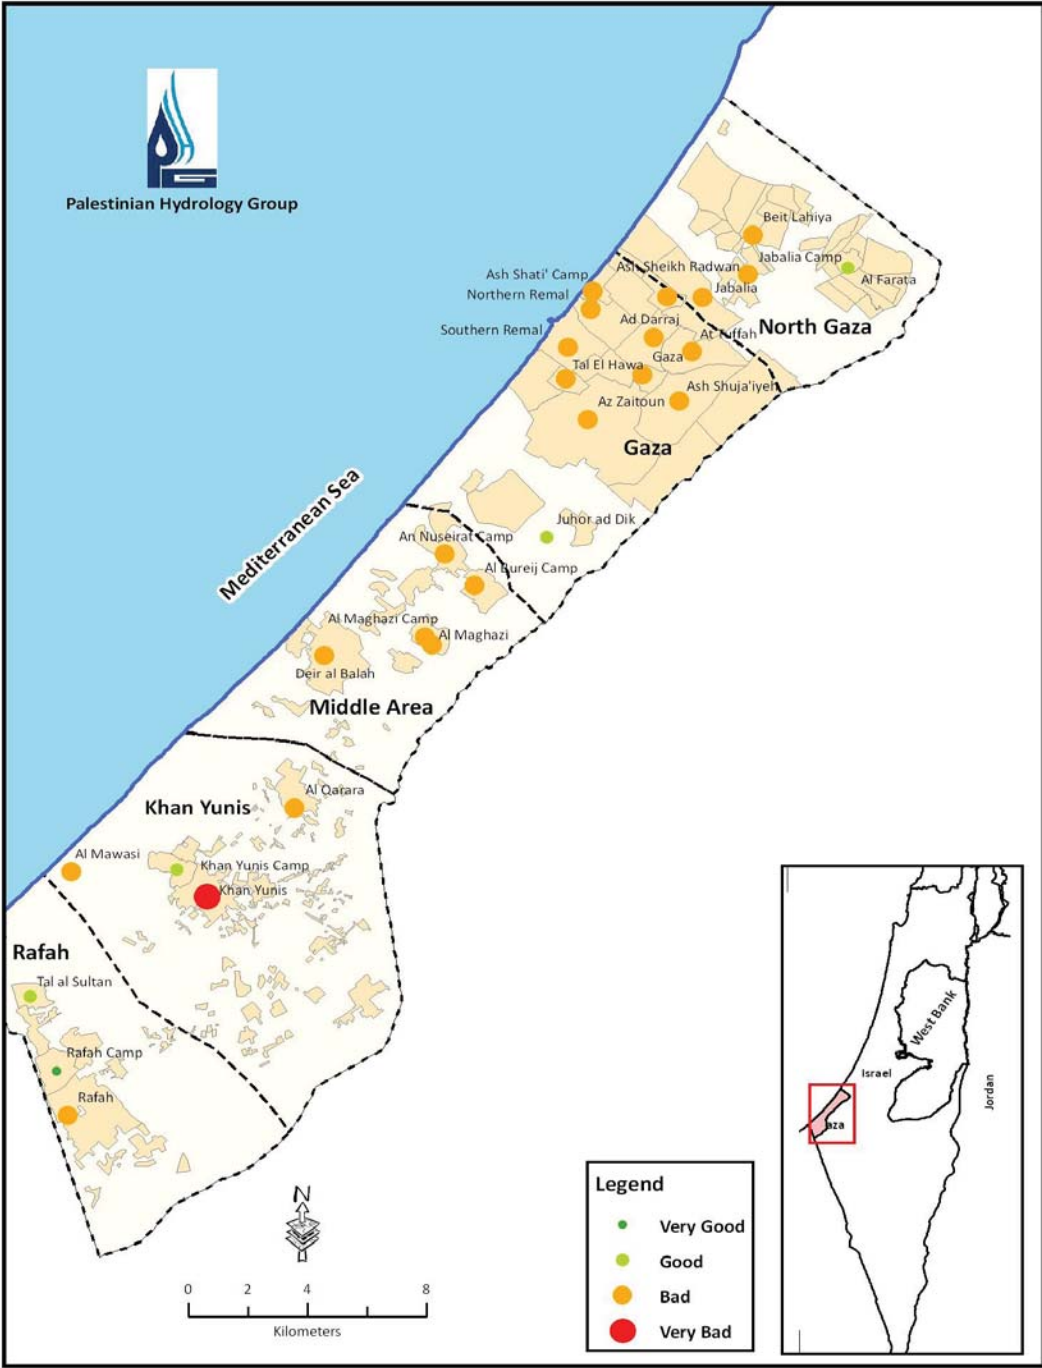 Palestinian Hydrology Group
Beit Lahiya
Jabalia Camp
Al Farata
Ash Sheikh Radwan
Ash Shati' Camp
Jabalia
Northern Remal
North Gaza
Ad Darraj
At Tuffah
Southern Remal
Gaza
Tal El Hawa
Ash Shuja'iyeh
Az Zaitoun
Gaza
Mediterranean Sea
Juhor ad Dik
An Nuseirat Camp
Al Bureij Camp
Al Maghazi Camp
Al Maghazi
Deir al Balah
Middle Area
Al Qarara
Khan Yunis
Al Mawasi
Khan Yunis Camp
Khan Yunis
Rafah
Tal al Sultan
Rafah Camp
Rafah
N
0 2 4 8
Kilometers
Legend
Very Good
Good
Bad
Very Bad
West Bank
Israel
Jordan
aza